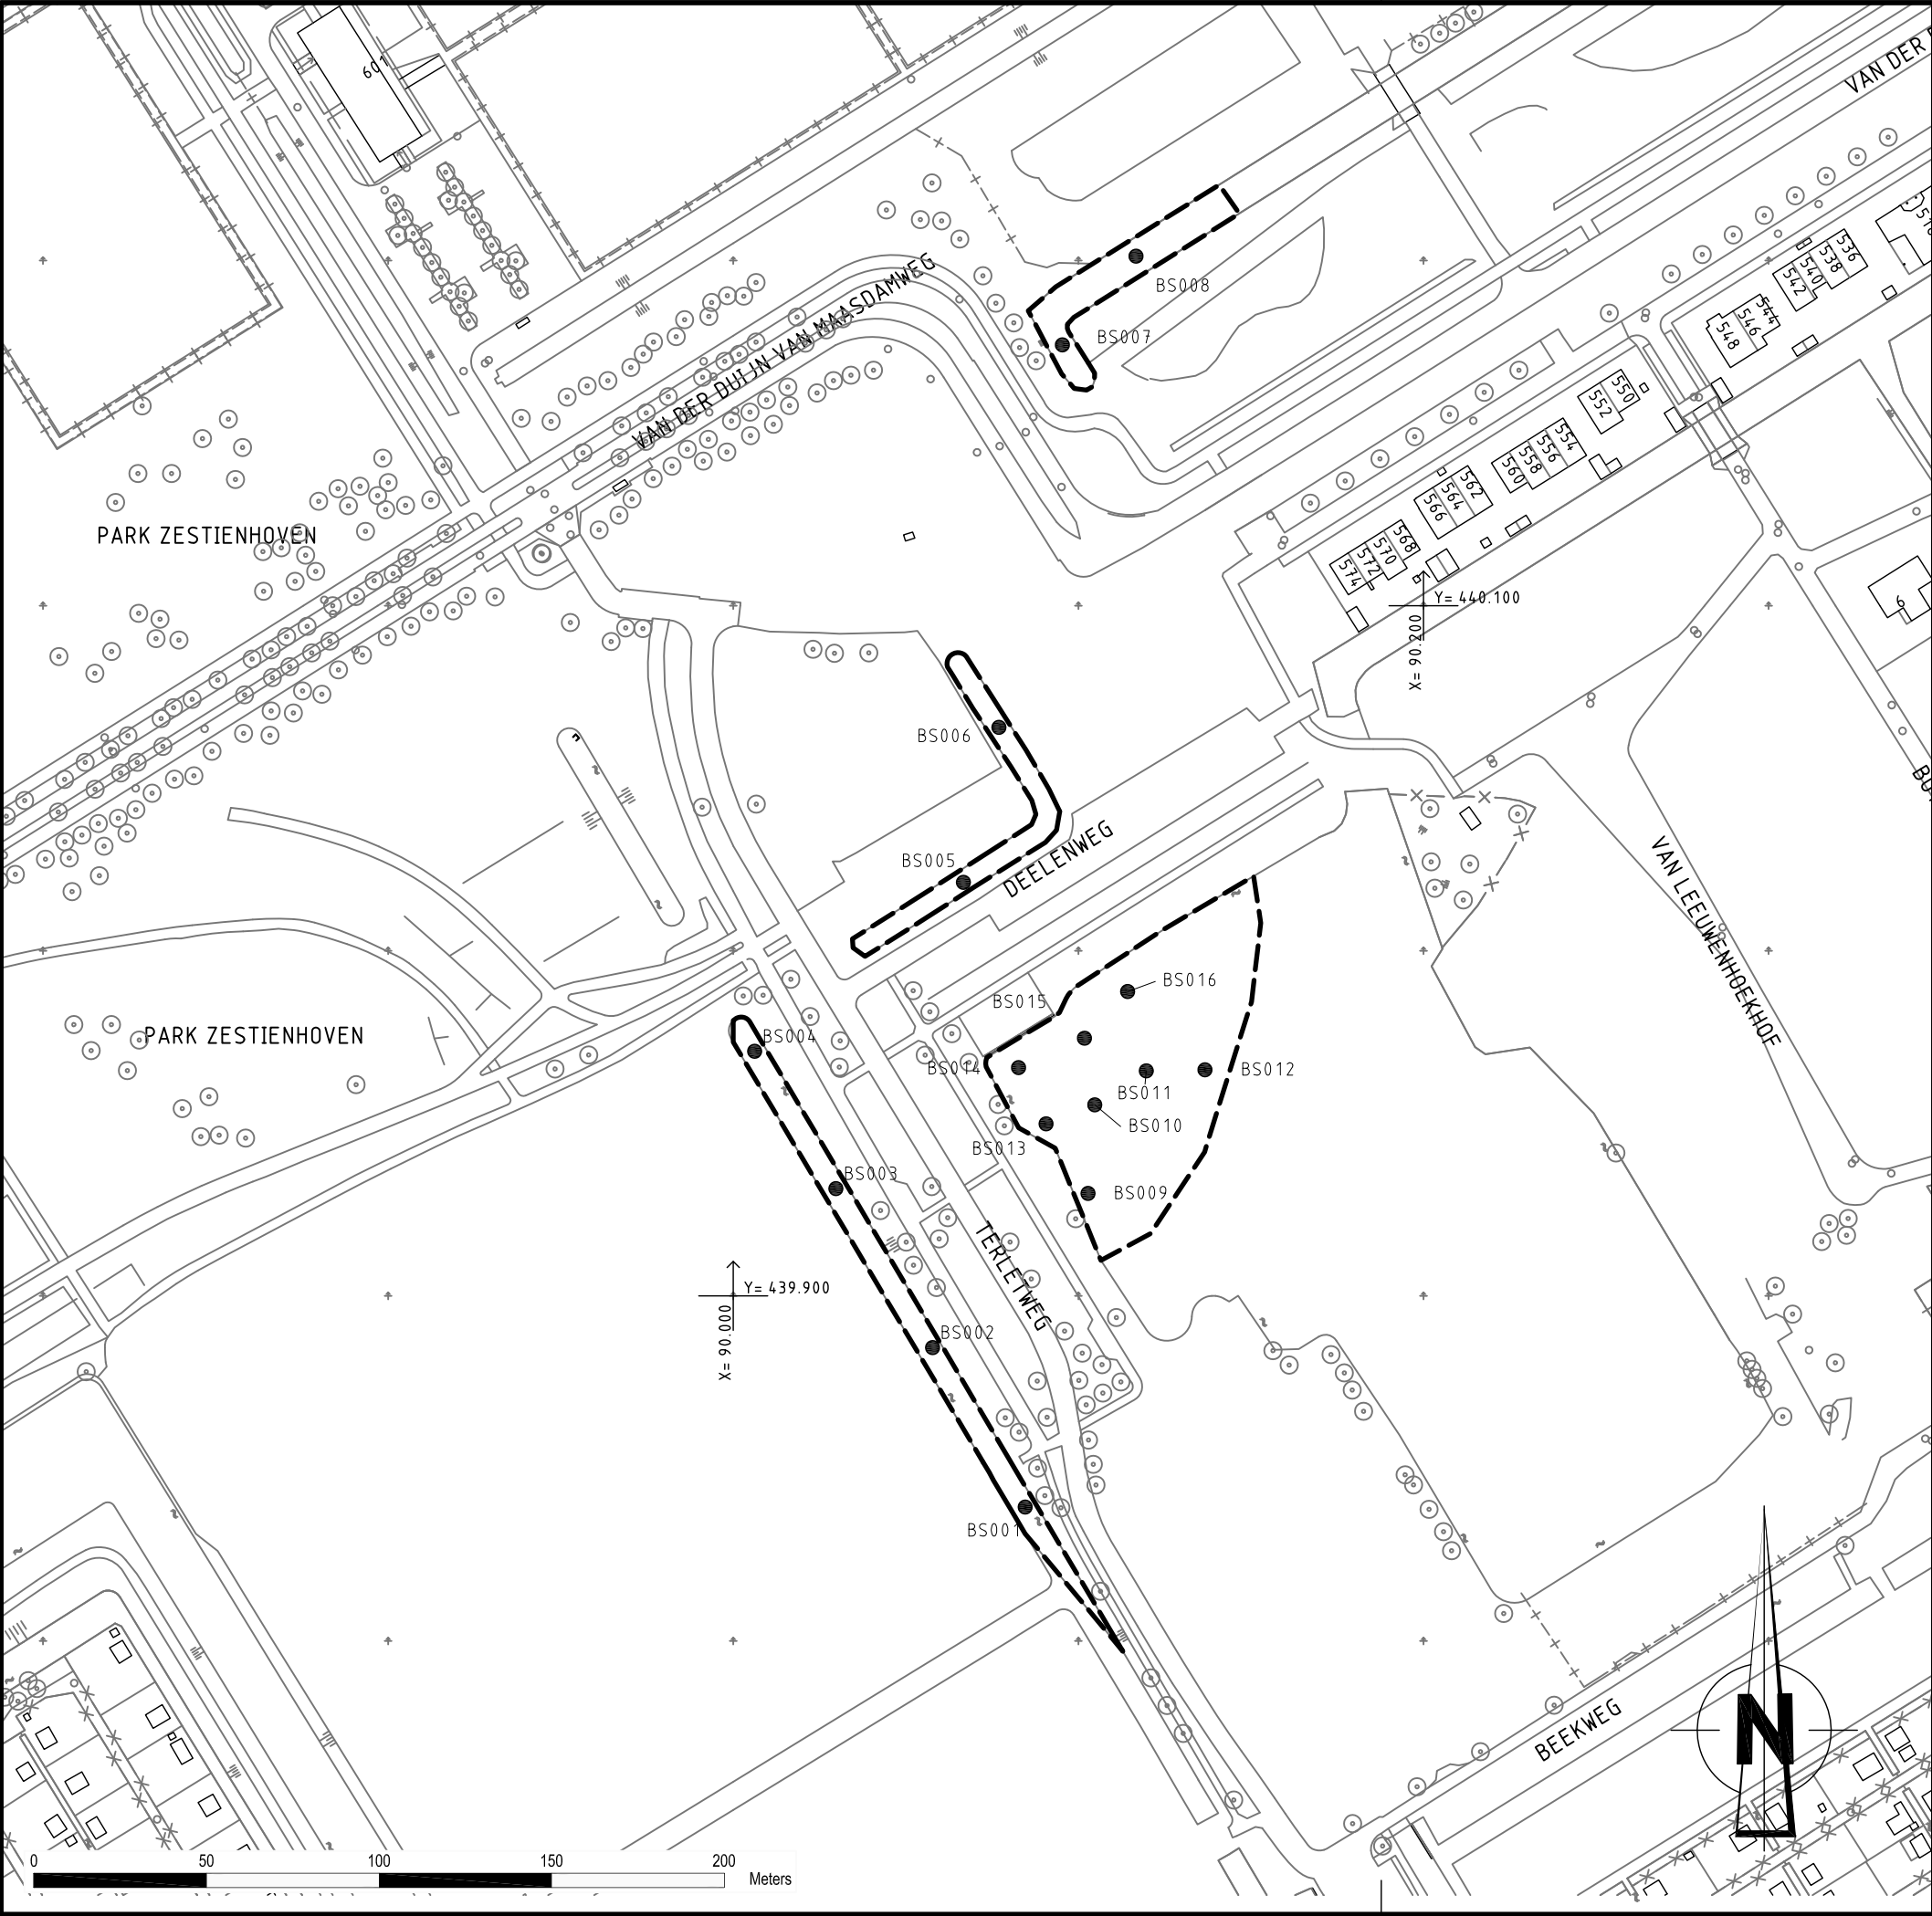 601
VAN DER
536
538
540
542
544
546
548
VAN DER DUIJN VAN MAASDAMWEG
BS008
BS007
550
552
554
556
558
560
562
564
566
568
570
572
574
PARK ZESTIENHOVEN
Y= 440.100
X= 90.200
6
BS006
BS005
DEELENWEG
VAN LEEUWENHOEKHOF
BS016
BS015
PARK ZESTIENHOVEN
BS004
BS014
BS012
BS011
BS010
BS013
BS003
BS009
TERLETWEG
Y= 439.900
X= 90.000
BS002
BS001
BEEKWEG
N
0 50 100 150 200
Meters